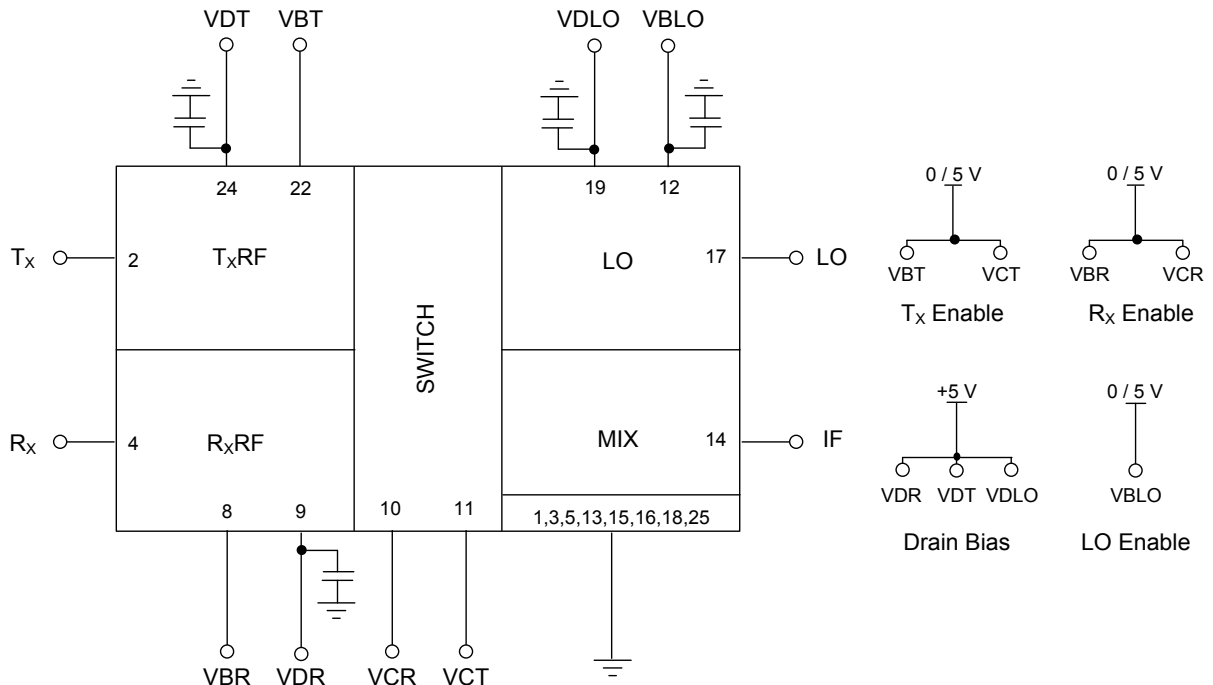 VDT VBT VDLO VBLO
24 22 19 12
0 / 5 V 0 / 5 V
TX 2 TXRF LO 17 LO
VBT VCT VBR VCR
TX Enable RX Enable
SWITCH
+5 V 0 / 5 V
RX 4 RXRF MIX 14 IF
VDR VDT VDLO VBLO
8 9 10 11 1,3,5,13,15,16,18,25
Drain Bias LO Enable
VBR VDR VCR VCT